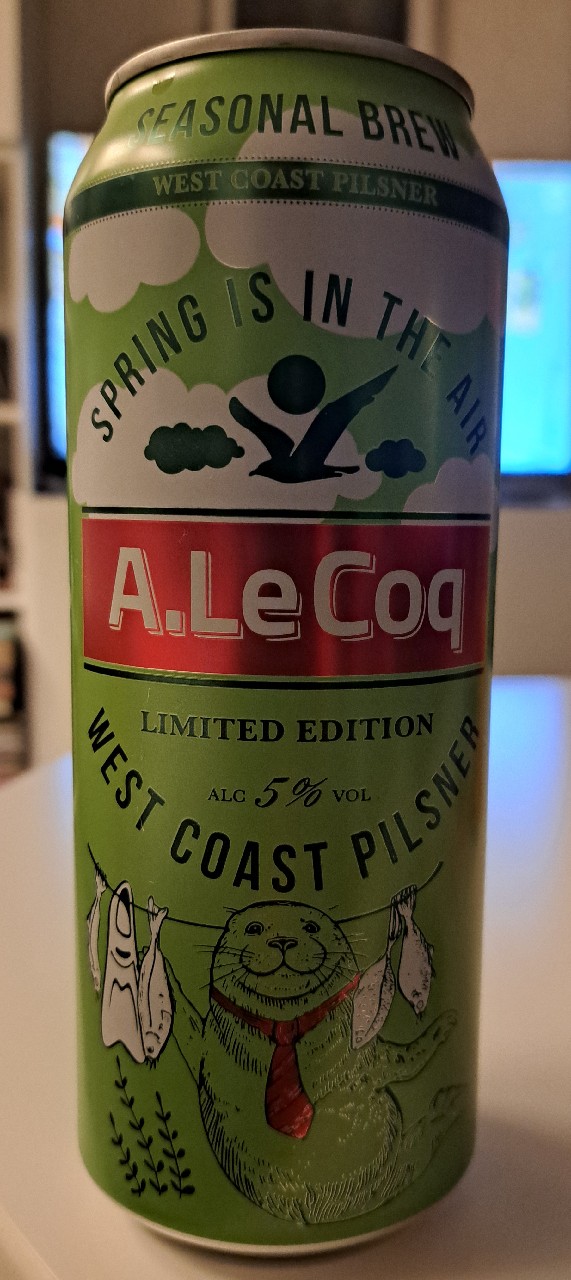 SEASONAL BREW
WEST COAST PILSNER
SPRING IS IN THE AIR
A.Le Coq
LIMITED EDITION
ALC 5% VOL
WEST COAST PILSNER